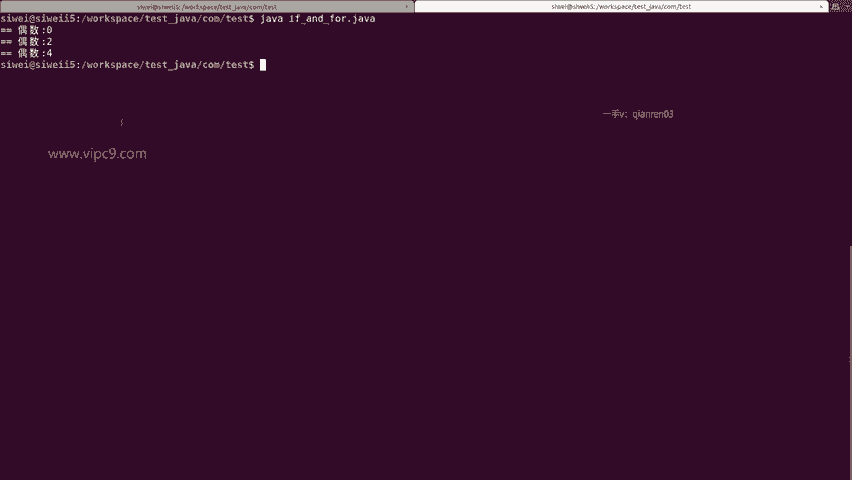 siwei@siweii5: /workspace/test_java/com/test
siwei@siweii5: /workspace/test_java/com/test
siwei@siweii5:/workspace/test_java/com/test$ java If_and_for.java
== 偶数:0
== 偶数:2
== 偶数:4
siwei@siweii5:/workspace/test_java/com/test$
一手v: qianren03
www.vipc9.com